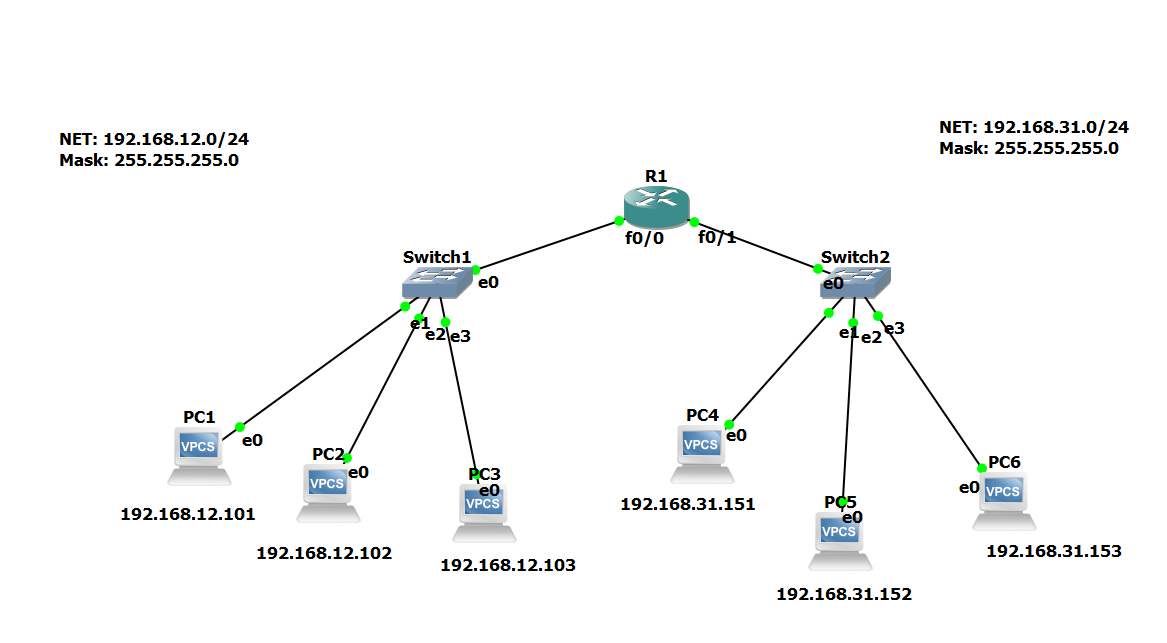 NET: 192.168.12.0/24
Mask: 255.255.255.0
NET: 192.168.31.0/24
Mask: 255.255.255.0
R1
f0/0
f0/1
Switch1
e0
e1
e2
e3
Switch2
e0
e1
e2
e3
PC1
VPCS
e0
192.168.12.101
PC2
VPCS
e0
192.168.12.102
PC3
e0
VPCS
192.168.12.103
PC4
VPCS
e0
192.168.31.151
PC5
e0
VPCS
192.168.31.152
PC6
e0
VPCS
192.168.31.153